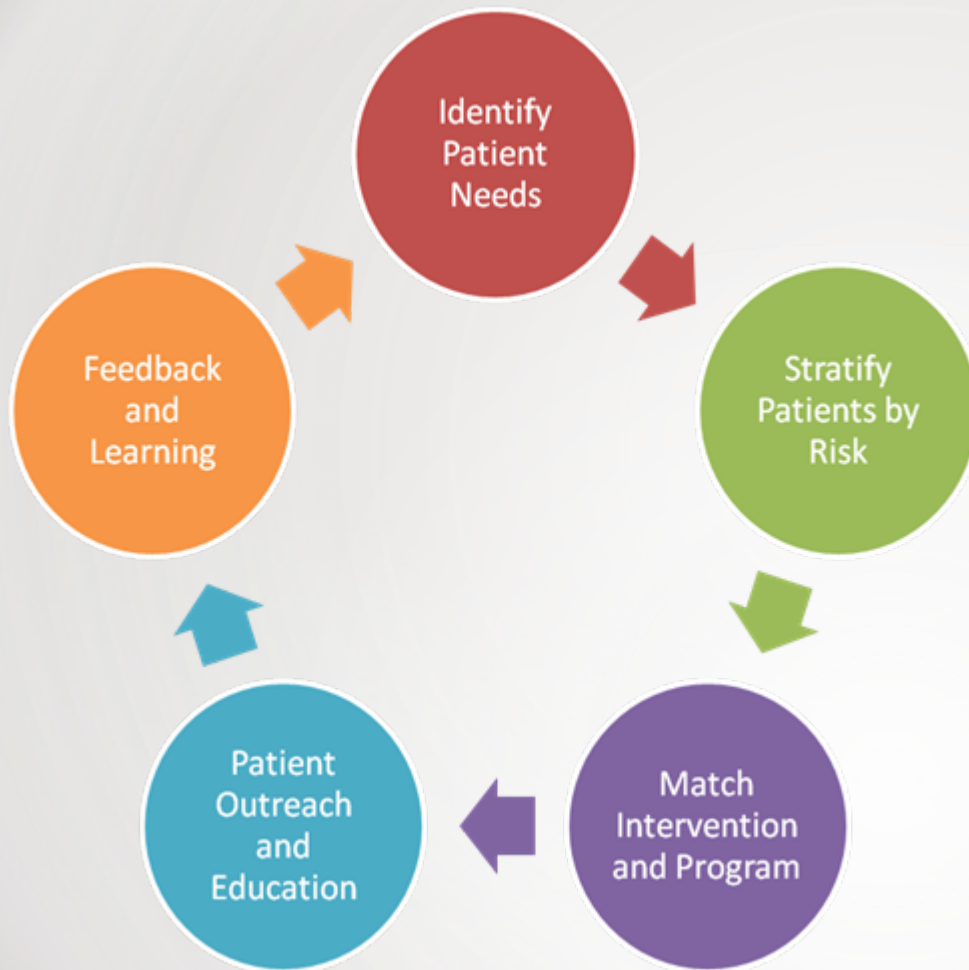 Identify
Patient
Needs
Stratify
Patients by
Risk
Match
Intervention
and Program
Patient
Outreach
and
Education
Feedback
and
Learning